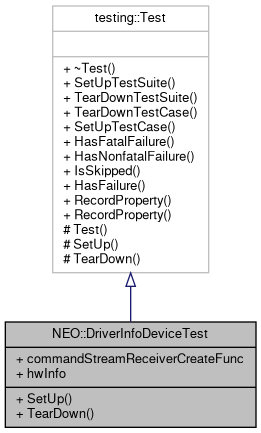 testing::Test
+ ~Test()
+ SetUpTestSuite()
+ TearDownTestSuite()
+ TearDownTestCase()
+ SetUpTestCase()
+ HasFatalFailure()
+ HasNonfatalFailure()
+ IsSkipped()
+ HasFailure()
+ RecordProperty()
+ RecordProperty()
# Test()
# SetUp()
# TearDown()
NEO::DriverInfoDeviceTest
+ commandStreamReceiverCreateFunc
+ hwInfo
+ SetUp()
+ TearDown()